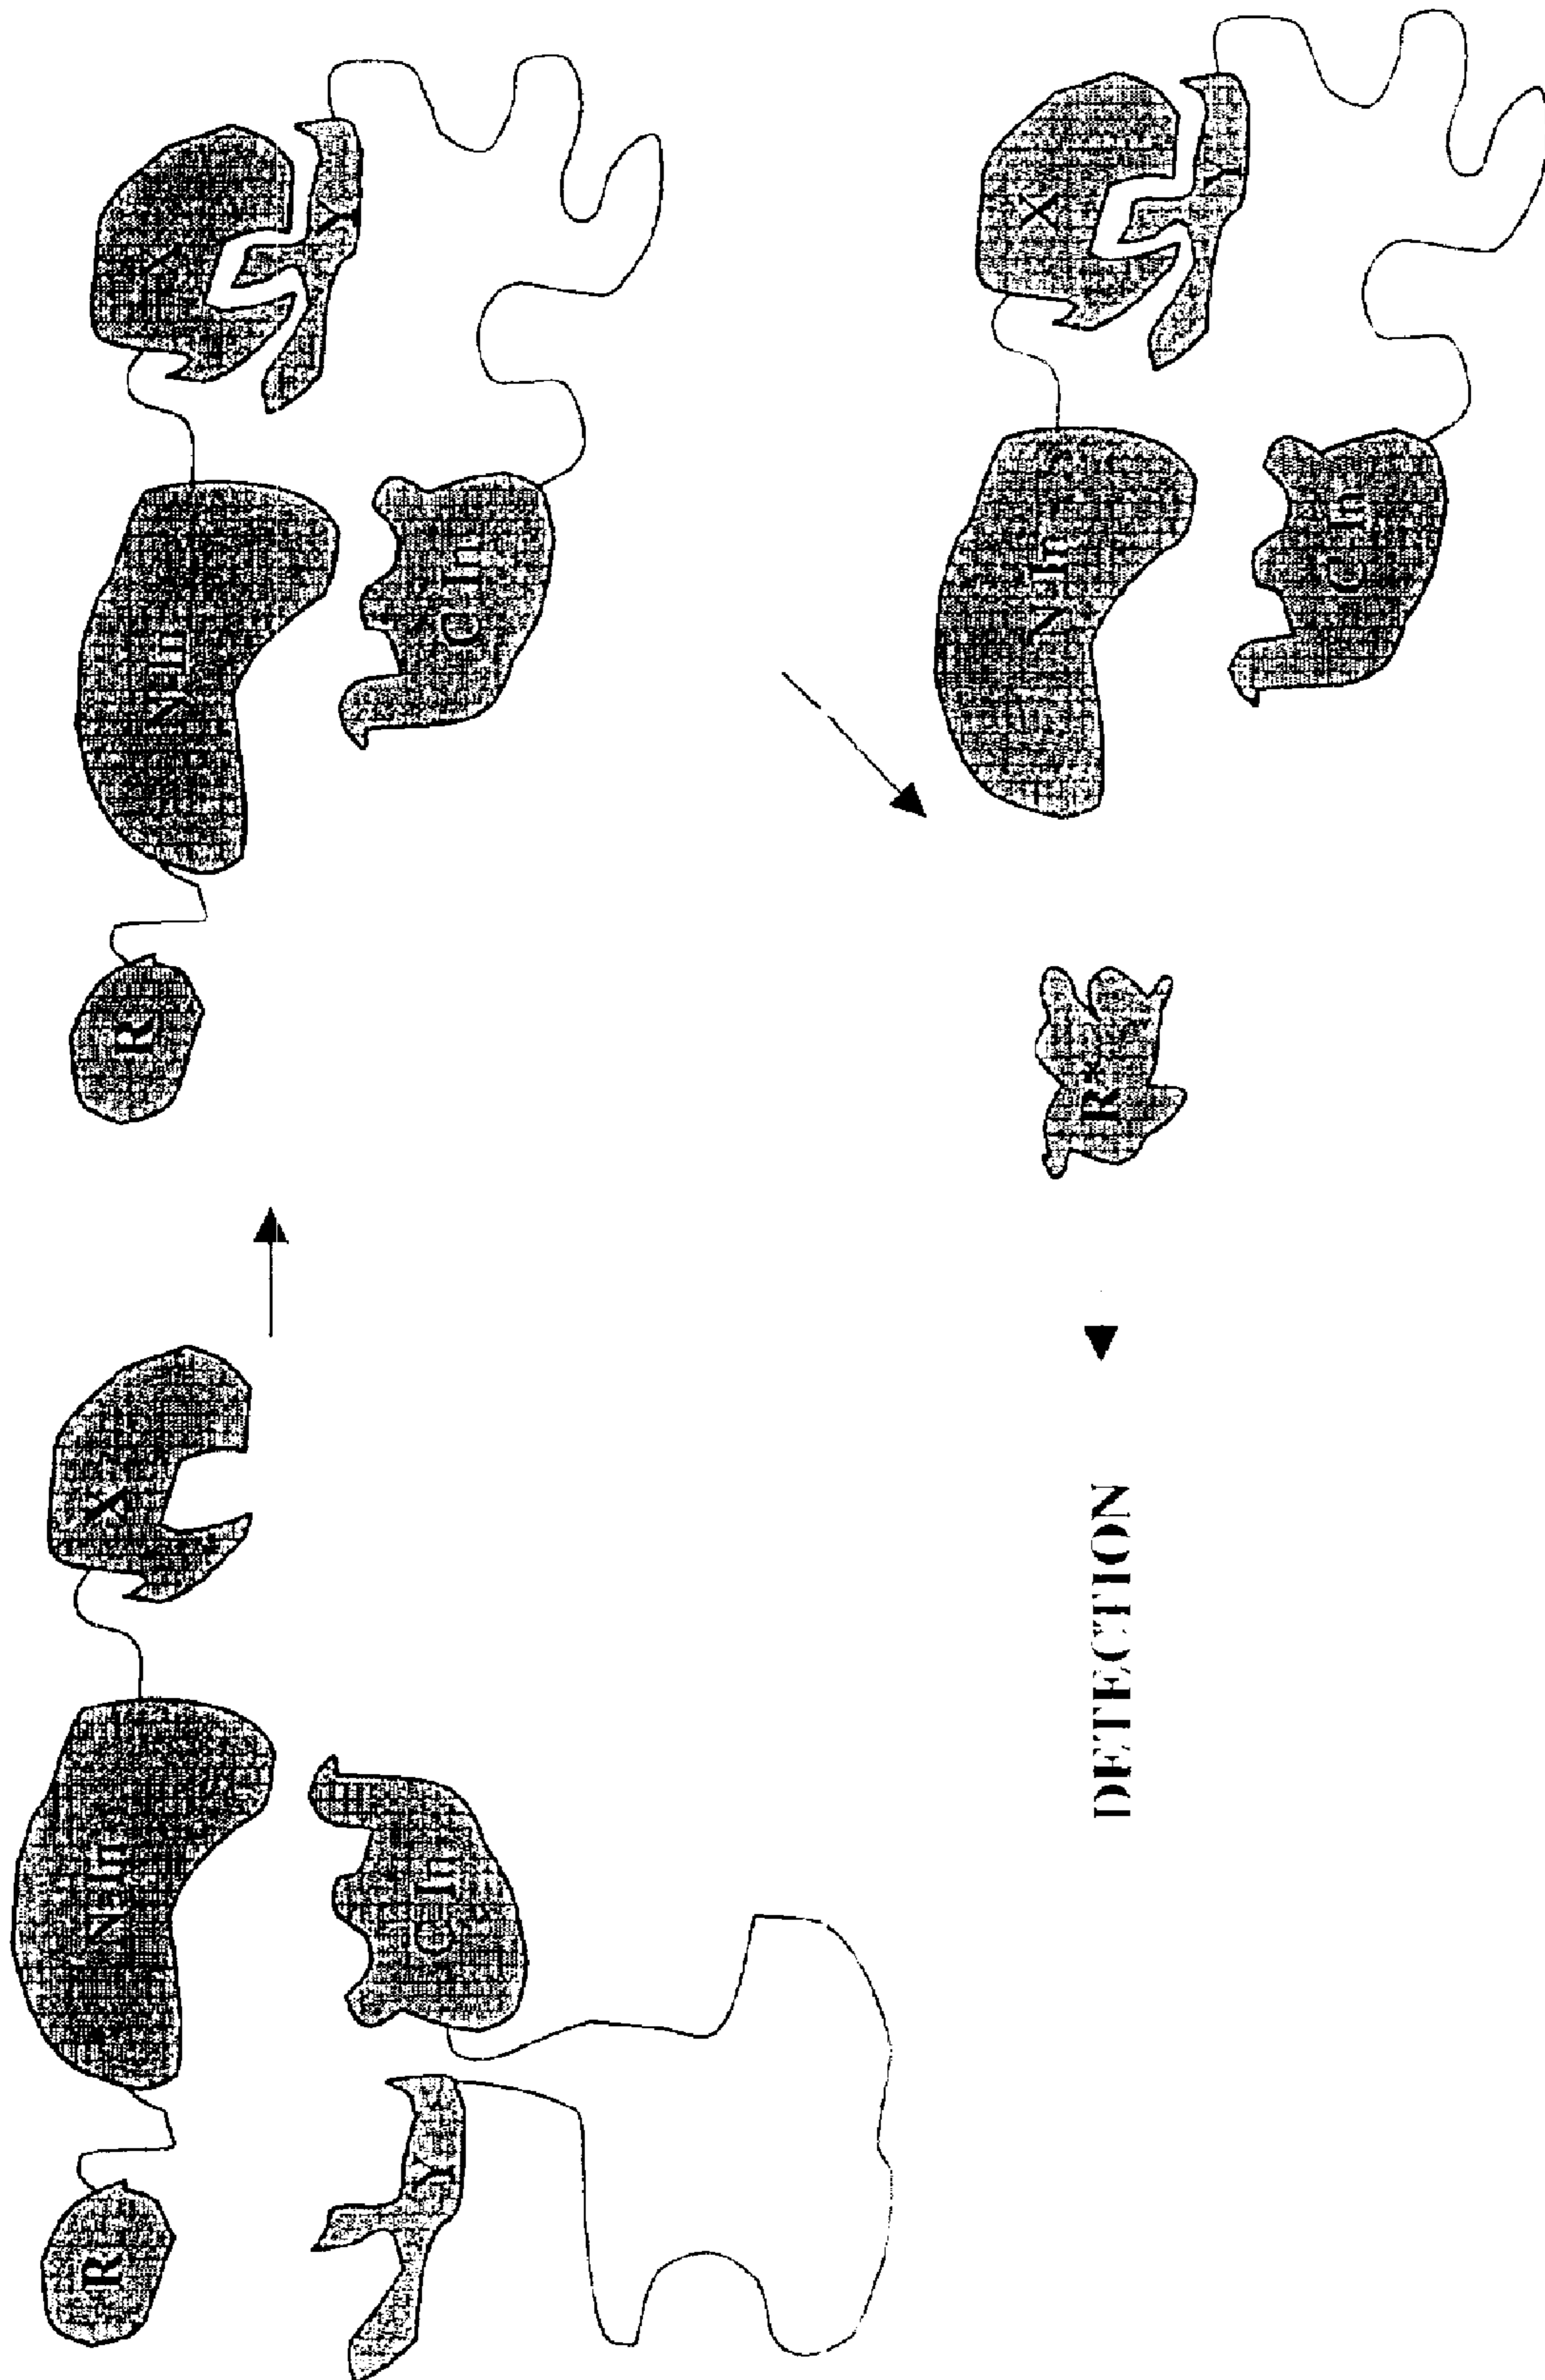 R N-In X
Y C-In
R N-In X
C-In Y
N-In X
C-In Y
R*
DETECTION